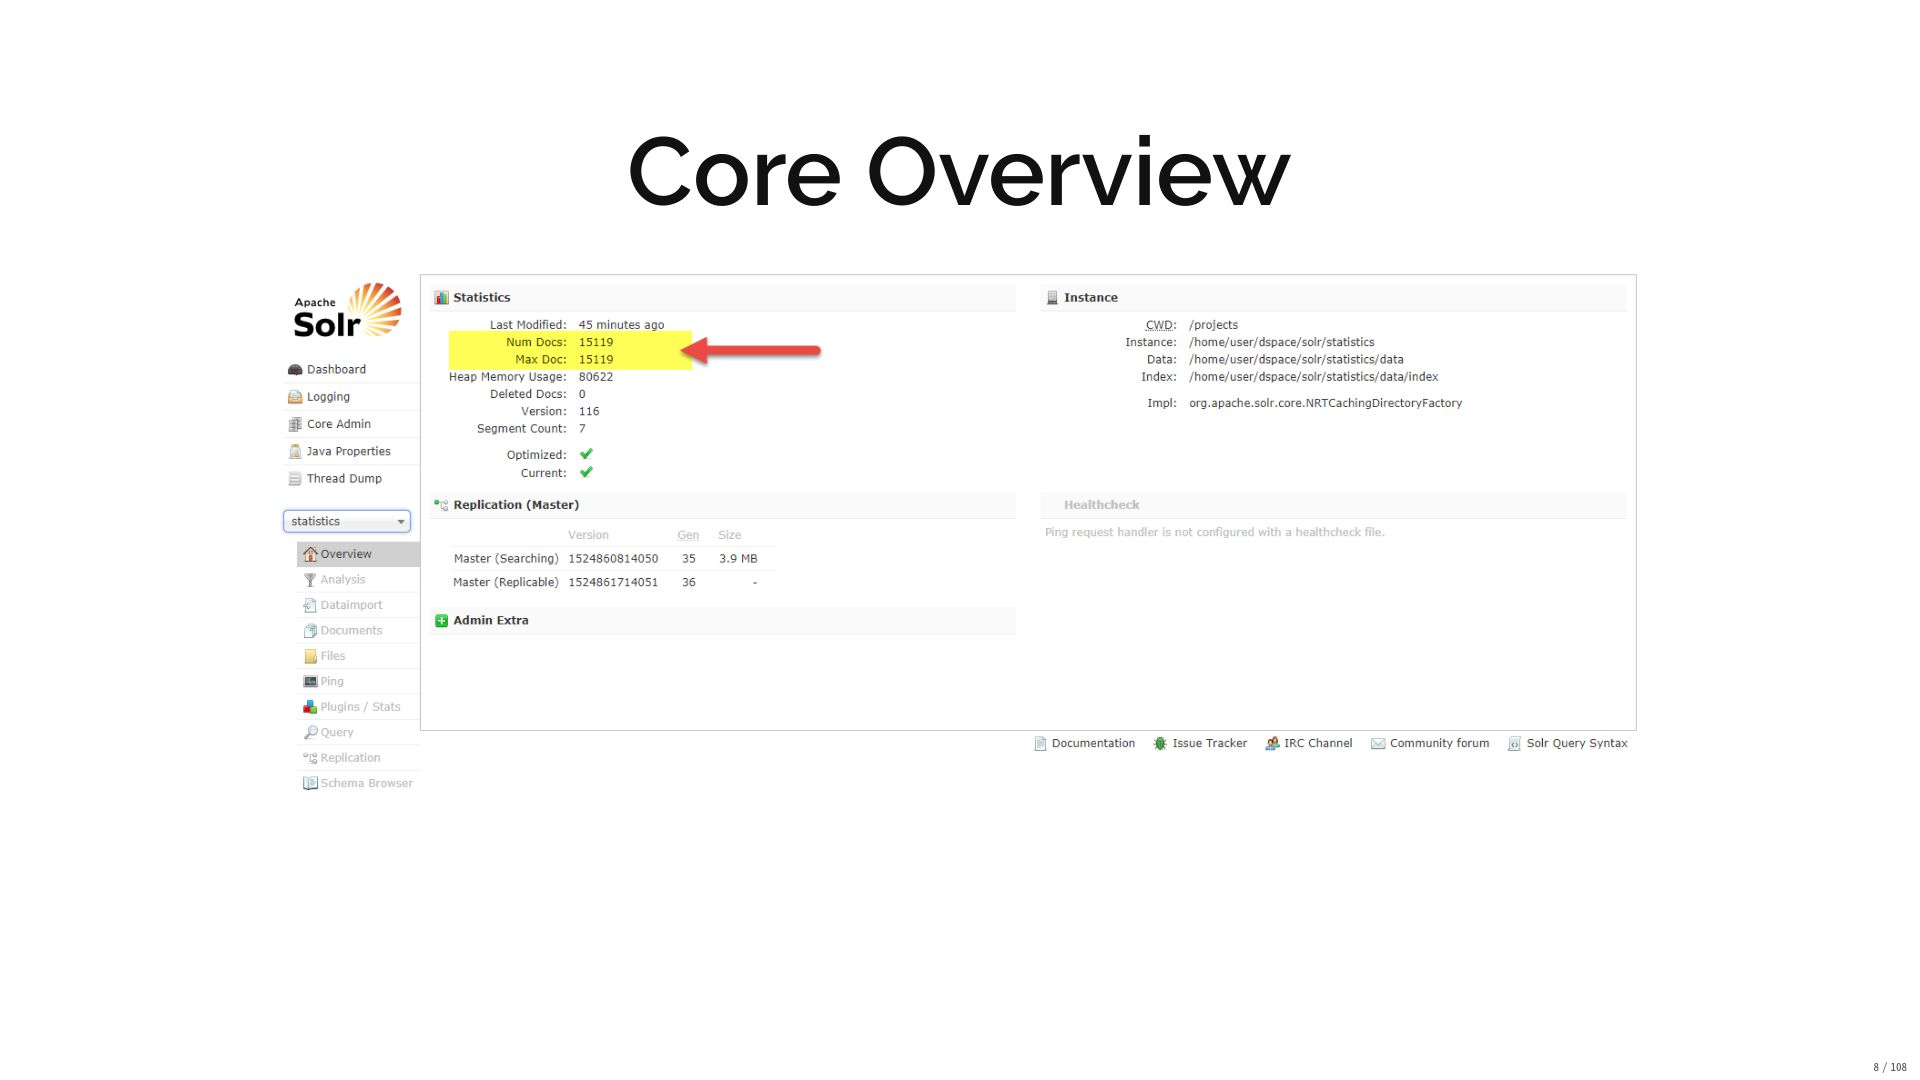 Core Overview
Apache
Solr
Dashboard
Logging
Core Admin
Java Properties
Thread Dump
statistics
Overview
Analysis
Dataimport
Documents
Files
Ping
Plugins / Stats
Query
Replication
Schema Browser
Statistics
Last Modified: 45 minutes ago
Num Docs: 15119
Max Doc: 15119
Heap Memory Usage: 80622
Deleted Docs: 0
Version: 116
Segment Count: 7
Optimized:
Current:
Instance
CWD: /projects
Instance: /home/user/dspace/solr/statistics
Data: /home/user/dspace/solr/statistics/data
Index: /home/user/dspace/solr/statistics/data/index
Impl: org.apache.solr.core.NRTCachingDirectoryFactory
Replication (Master)
Version Gen Size
Master (Searching) 1524860814050 35 3.9 MB
Master (Replicable) 1524861714051 36 -
Healthcheck
Ping request handler is not configured with a healthcheck file.
Admin Extra
Documentation Issue Tracker IRC Channel Community forum Solr Query Syntax
8 / 108